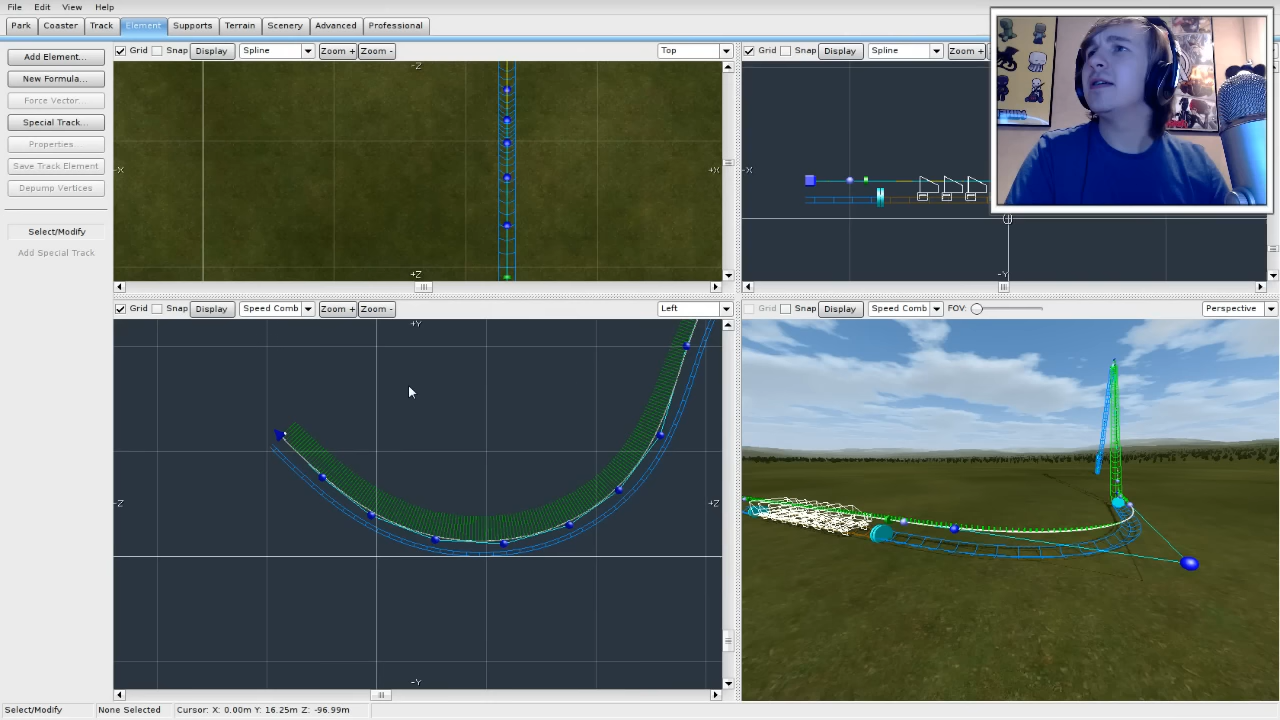 File Edit View Help
Park Coaster Track Element Supports Terrain Scenery Advanced Professional
Add Element...
New Formula...
Force Vector...
Special Track...
Properties
Save Track Element
Depump Vertices
Select/Modify
Add Special Track
Grid Snap Display Spline Zoom + Zoom - Top
-Z
-X
+X
+Z
Grid Snap Display Spline Zoom +
-X
-Y
Grid Snap Display Speed Comb Zoom + Zoom - Left
+Y
-Z
+Z
-Y
Grid Snap Display Speed Comb FOV: Perspective
Select/Modify None Selected Cursor: X: 0.00m Y: 16.25m Z: -96.99m